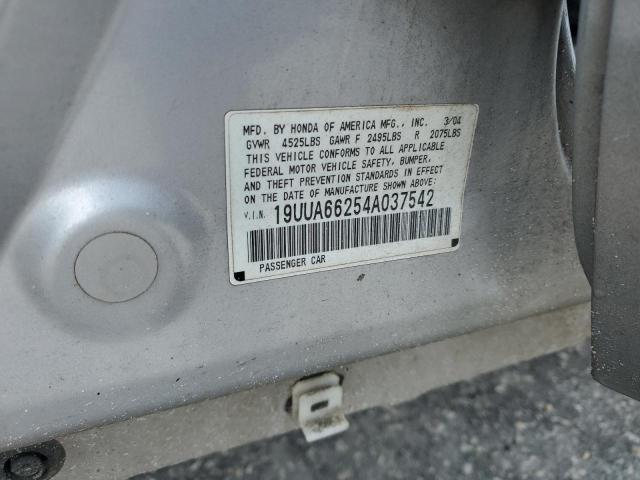 MFD. BY HONDA OF AMERICA MFG., INC. 3/04
GVWR 4525LBS GAWR F 2495LBS R 2075LBS
THIS VEHICLE CONFORMS TO ALL APPLICABLE
FEDERAL MOTOR VEHICLE SAFETY, BUMPER,
AND THEFT PREVENTION STANDARDS IN EFFECT
ON THE DATE OF MANUFACTURE SHOWN ABOVE:
V.I.N. 19UUA66254A037542
PASSENGER CAR